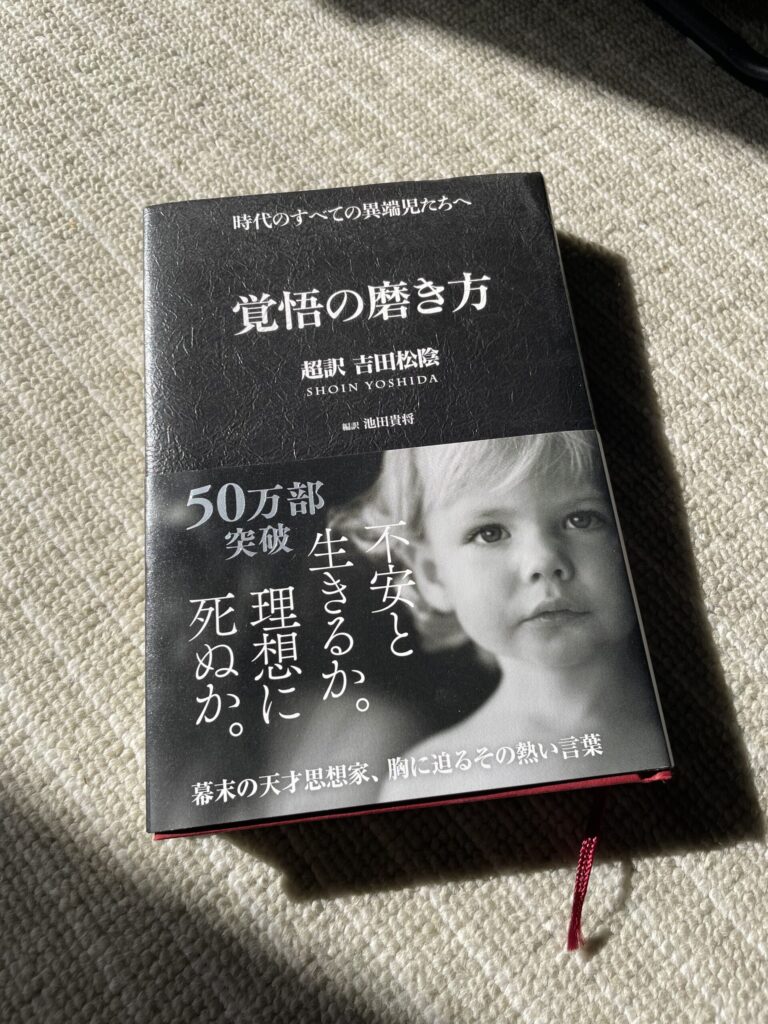 時代のすべての異端児たちへ
覚悟の磨き方
超訳 吉田松陰
SHOIN YOSHIDA
編訳 池田貴将
50万部
突破
不安と
生きるか。
理想に
死ぬか。
幕末の天才思想家、胸に迫るその熱い言葉